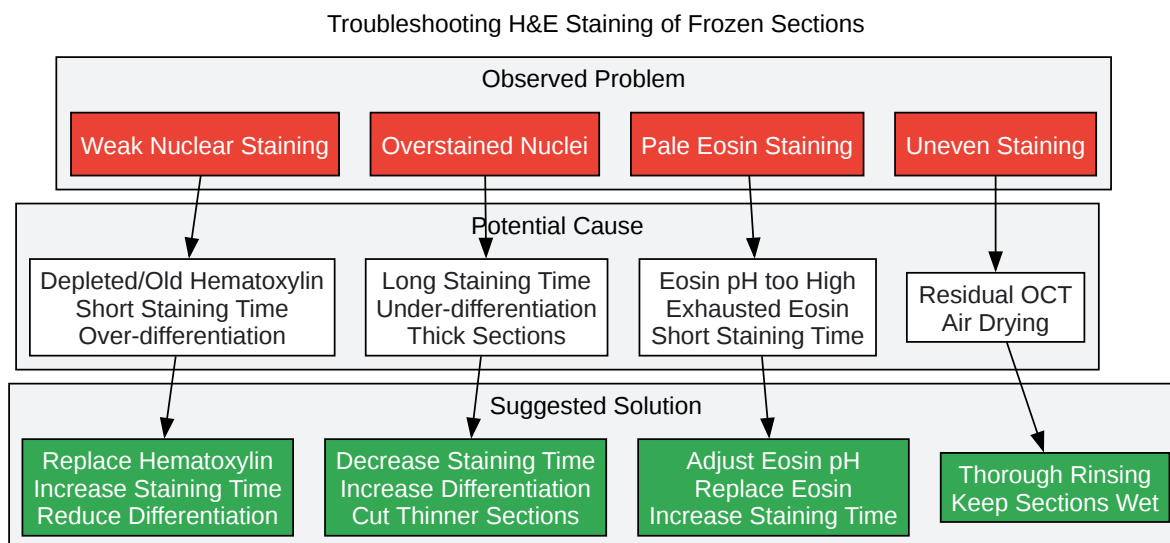 Troubleshooting H&E Staining of Frozen Sections
Observed Problem
Weak Nuclear Staining
Overstained Nuclei
Pale Eosin Staining
Uneven Staining
Potential Cause
Depleted/Old Hematoxylin
Short Staining Time
Over-differentiation
Long Staining Time
Under-differentiation
Thick Sections
Eosin pH too High
Exhausted Eosin
Short Staining Time
Residual OCT
Air Drying
Suggested Solution
Replace Hematoxylin
Increase Staining Time
Reduce Differentiation
Decrease Staining Time
Increase Differentiation
Cut Thinner Sections
Adjust Eosin pH
Replace Eosin
Increase Staining Time
Thorough Rinsing
Keep Sections Wet